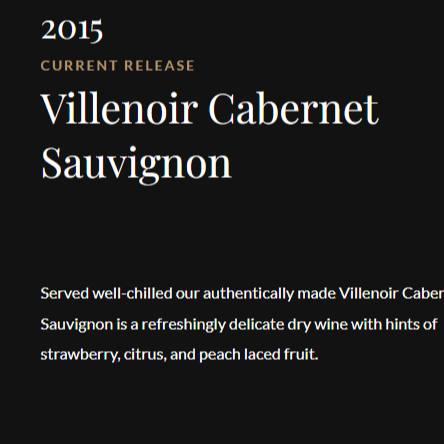 2015
CURRENT RELEASE
Villenoir Cabernet
Sauvignon
Served well-chilled our authentically made Villenoir Caber
Sauvignon is a refreshingly delicate dry wine with hints of
strawberry, citrus, and peach laced fruit.